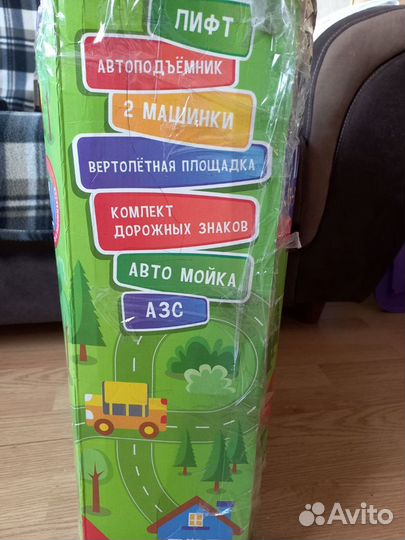 ЛИФТ
АВТОПОДЪЁМНИК
2 МАШИНКИ
ВЕРТОЛЁТНАЯ ПЛОЩАДКА
КОМПЛЕКТ
ДОРОЖНЫХ ЗНАКОВ
АВТО МОЙКА
АЗС
Avito